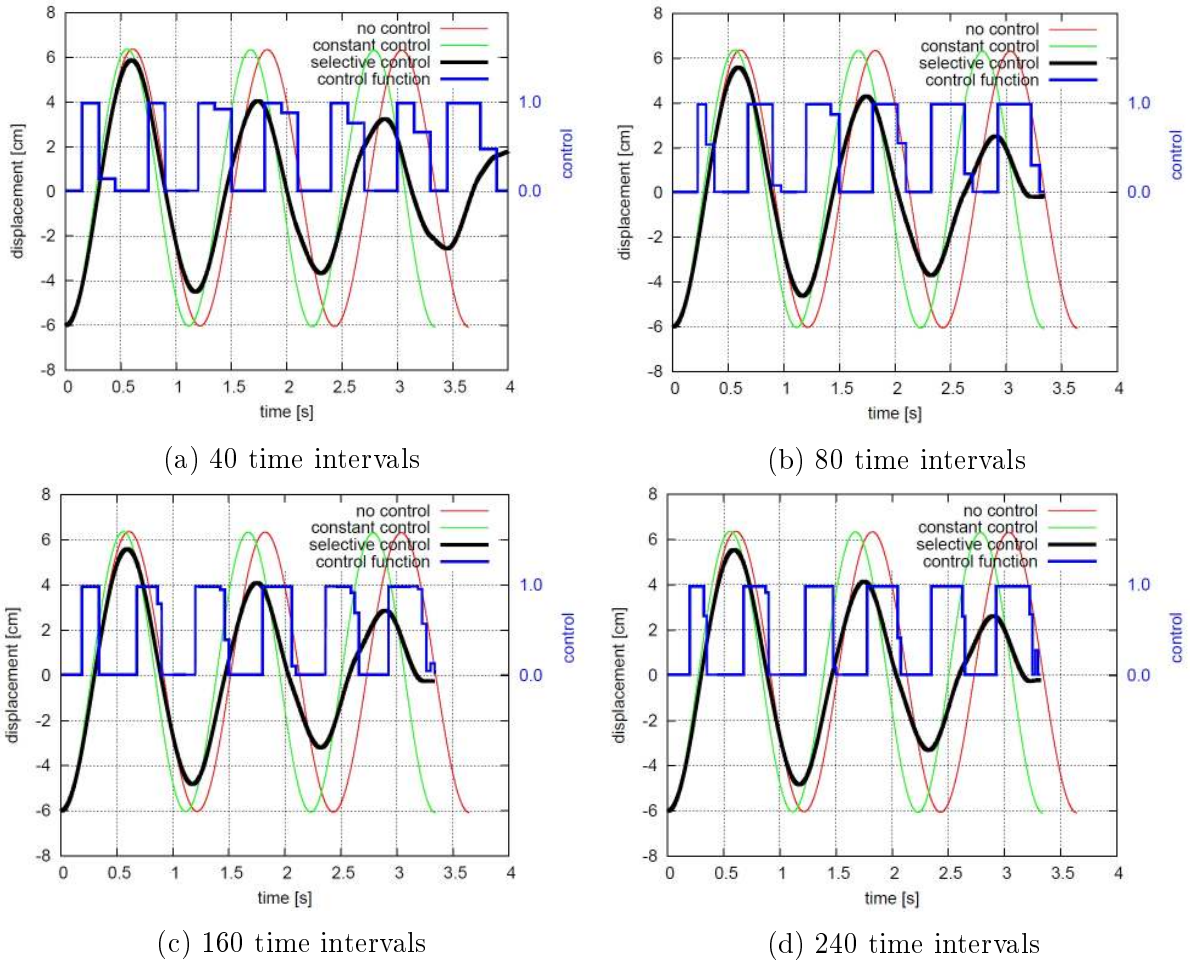 no control
constant control
selective control
control function
8
6
4
2
0
-2
-4
-6
-8
displacement [cm]
1.0
0.0
control
0 0.5 1 1.5 2 2.5 3 3.5 4
time [s]
(a) 40 time intervals
no control
constant control
selective control
control function
8
6
4
2
0
-2
-4
-6
-8
displacement [cm]
1.0
0.0
control
0 0.5 1 1.5 2 2.5 3 3.5 4
time [s]
(b) 80 time intervals
no control
constant control
selective control
control function
8
6
4
2
0
-2
-4
-6
-8
displacement [cm]
1.0
0.0
control
0 0.5 1 1.5 2 2.5 3 3.5 4
time [s]
(c) 160 time intervals
no control
constant control
selective control
control function
8
6
4
2
0
-2
-4
-6
-8
displacement [cm]
1.0
0.0
control
0 0.5 1 1.5 2 2.5 3 3.5 4
time [s]
(d) 240 time intervals